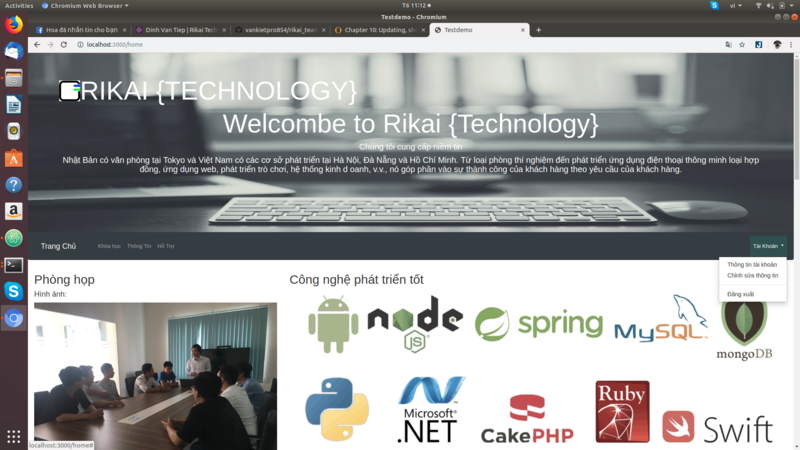 Activities
Chromium Web Browser
T6 11:12
vi
Testdemo - Chromium
Hoa đã nhắn tin cho bạn
Dinh Van Tiep | Rikai Tech
vankietpro854/rikai_tea
Chapter 10: Updating, sh
Testdemo
localhost:3000/home
RIKAI {TECHNOLOGY}
Welcombe to Rikai {Technology}
Chúng tôi cung cấp niềm tin
Nhật Bản có văn phòng tại Tokyo và Việt Nam có các cơ sở phát triển tại Hà Nội, Đà Nẵng và Hồ Chí Minh. Từ loại phòng thí nghiệm đến phát triển ứng dụng điện thoại thông minh loại hợp
đồng, ứng dụng web, phát triển trò chơi, hệ thống kinh d oanh, v.v., nó góp phần vào sự thành công của khách hàng theo yêu cầu của khách hàng.
Trang Chủ
Khóa học
Thông Tin
Hỗ Trợ
Tài Khoản
Thông tin tài khoản
Chỉnh sửa thông tin
Đăng xuất
Phòng họp
Hình ảnh:
Công nghệ phát triển tốt
node
JS
spring
MySQL
mongoDB
Microsoft
.NET
CakePHP
Ruby
Swift
localhost:3000/home#